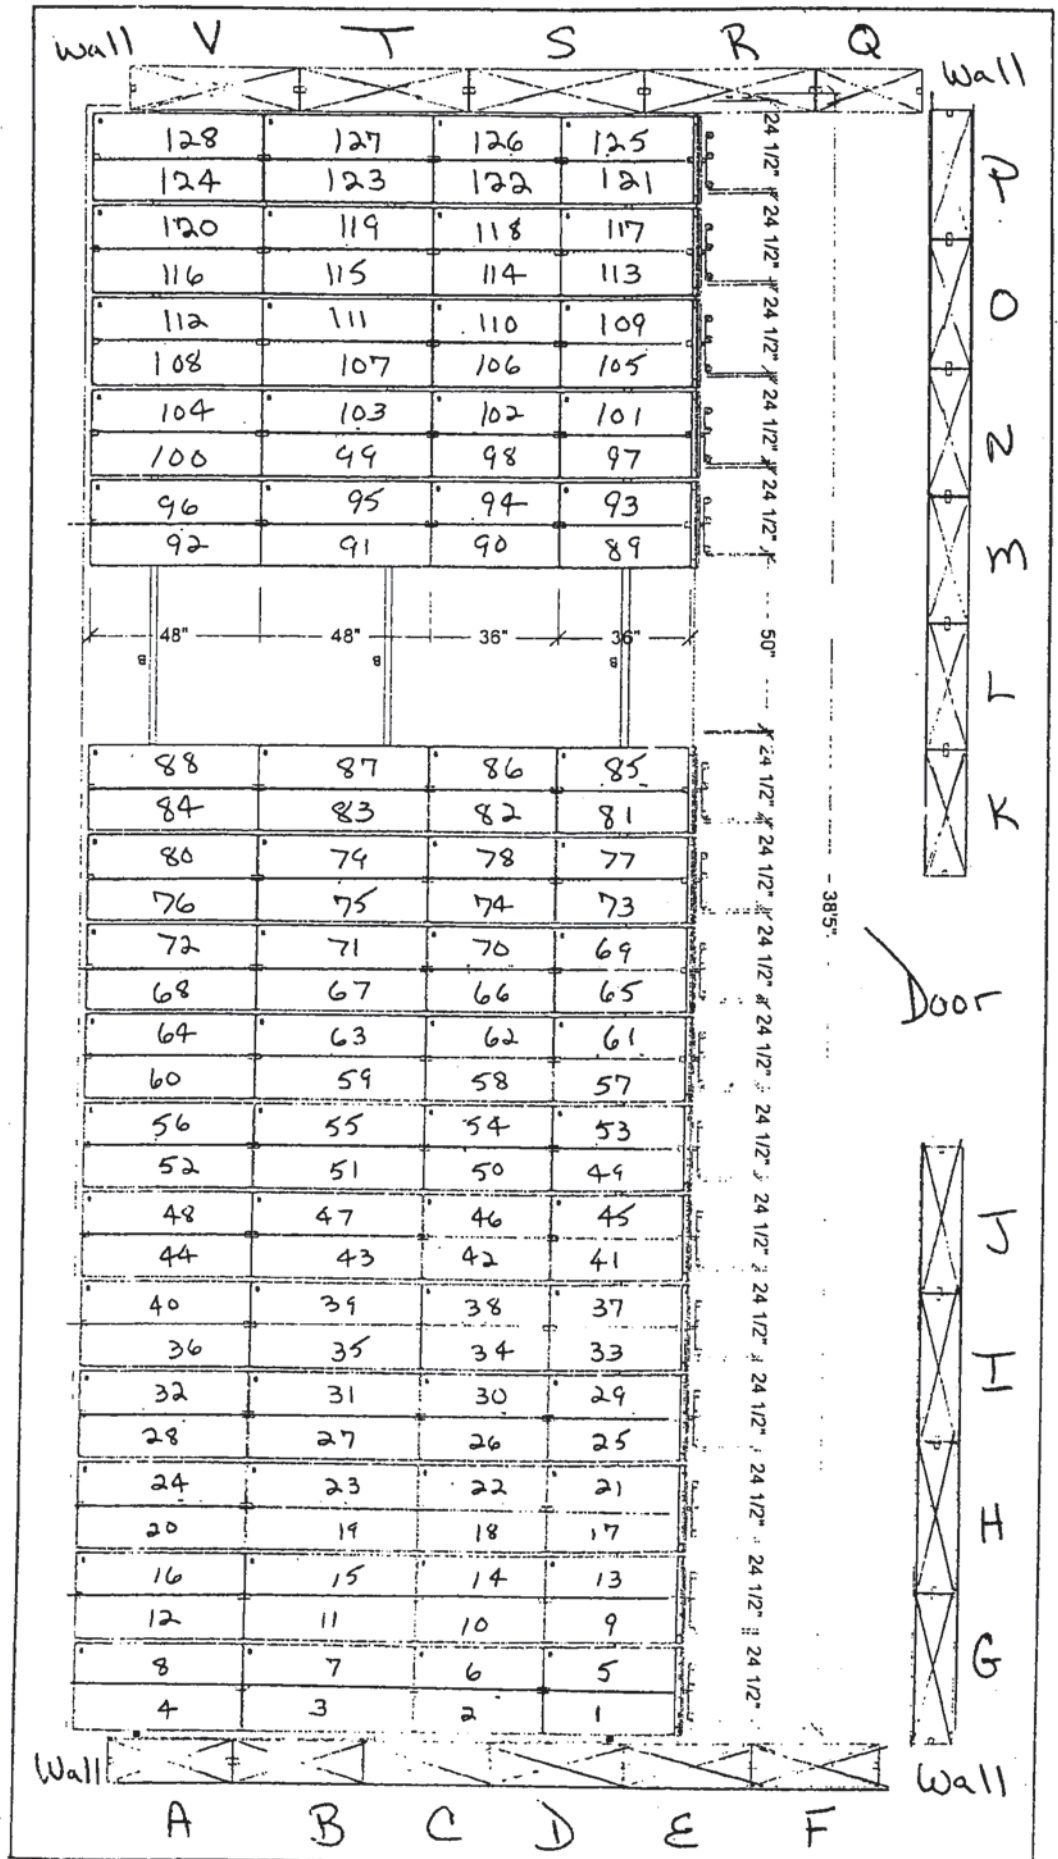 Wall V T S R Q Wall
128 127 126 125 24 1/2"
124 123 122 121
P
120 119 118 117 24 1/2"
116 115 114 113
O
112 111 110 109 24 1/2"
108 107 106 105
104 103 102 101 24 1/2"
N
100 99 98 97
96 95 94 93 24 1/2"
92 91 90 89
M
48" 48" 36" 36" 50"
B B B
L
88 87 86 85 24 1/2"
84 83 82 81
K
80 79 78 77 24 1/2"
76 75 74 73
38'5"
72 71 70 69 24 1/2"
68 67 66 65
Door
64 63 62 61 24 1/2"
60 59 58 57
56 55 54 53 24 1/2"
52 51 50 49
48 47 46 45 24 1/2"
J
44 43 42 41
40 39 38 37 24 1/2"
36 35 34 33
I
32 31 30 29 24 1/2"
28 27 26 25
24 23 22 21 24 1/2"
20 19 18 17
H
16 15 14 13 24 1/2"
12 11 10 9
8 7 6 5 24 1/2"
G
4 3 2 1
Wall Wall
A B C D E F